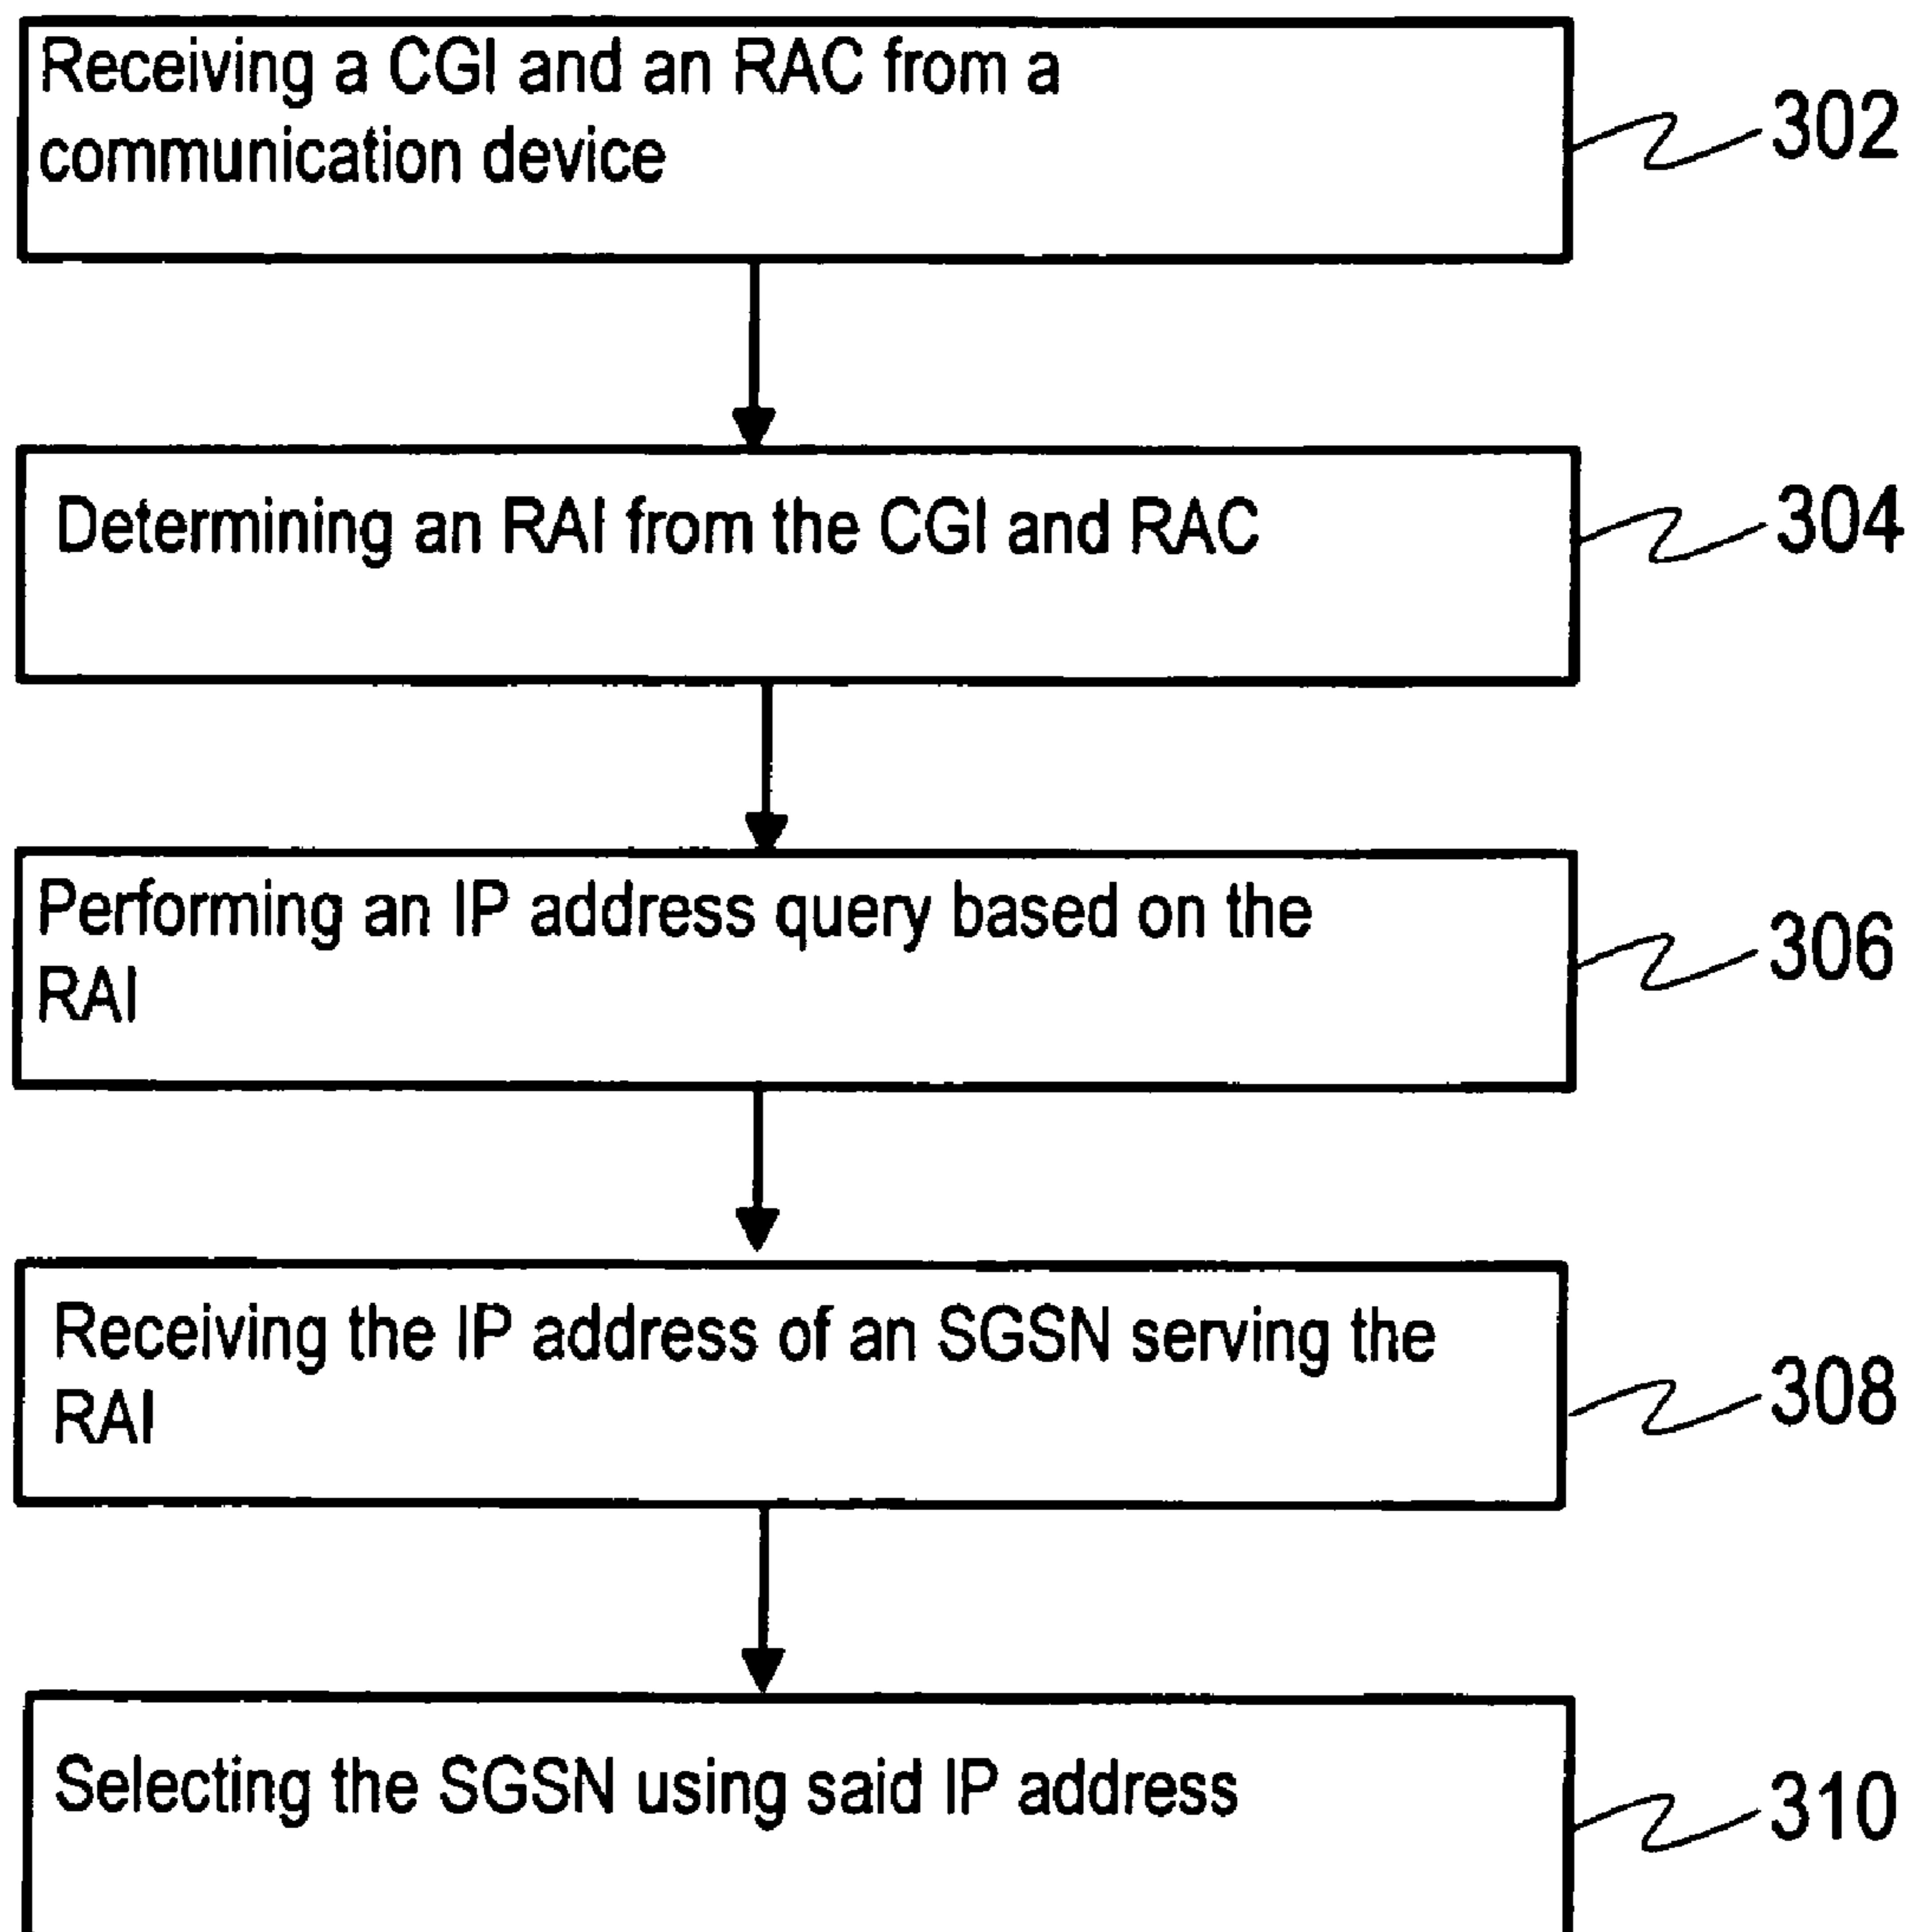 Receiving a CGI and an RAC from a
communication device
302
Determining an RAI from the CGI and RAC
304
Performing an IP address query based on the
RAI
306
Receiving the IP address of an SGSN serving the
RAI
308
Selecting the SGSN using said IP address
310